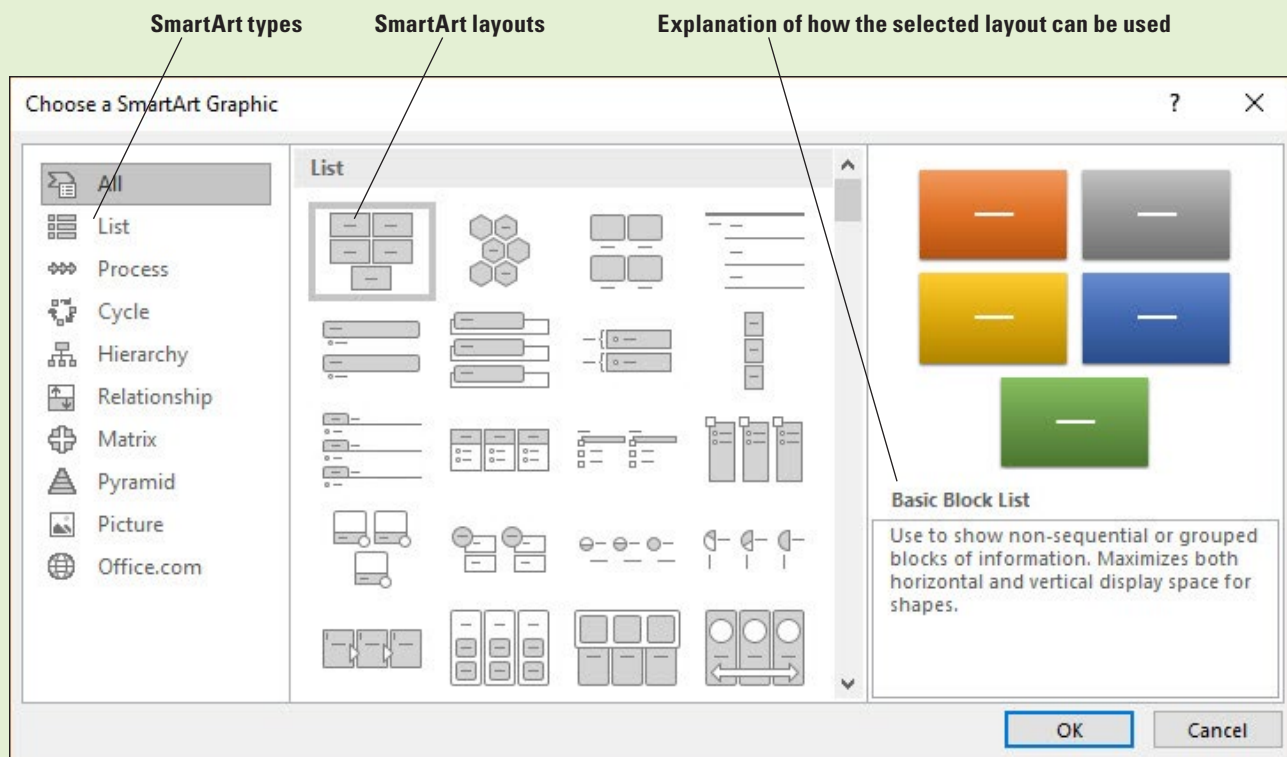 SmartArt types
SmartArt layouts
Explanation of how the selected layout can be used
Choose a SmartArt Graphic
?
All
List
Process
Cycle
Hierarchy
Relationship
Matrix
Pyramid
Picture
Office.com
List
Basic Block List
Use to show non-sequential or grouped
blocks of information. Maximizes both
horizontal and vertical display space for
shapes.
OK
Cancel